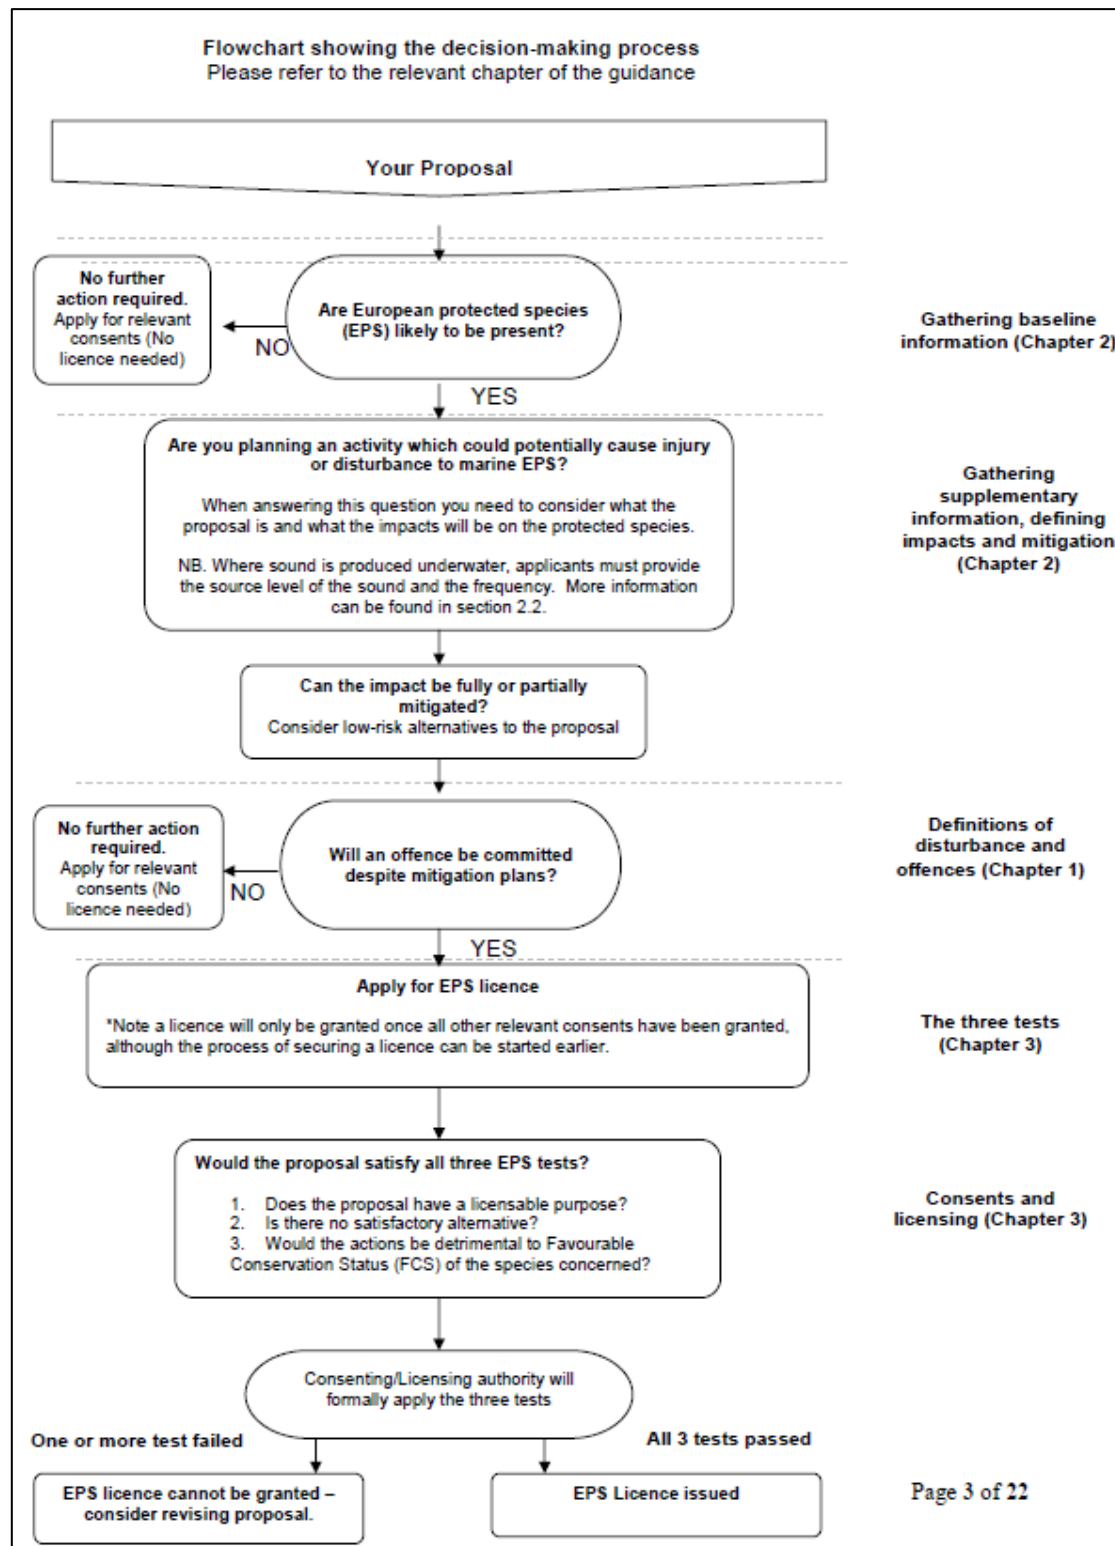 Flowchart showing the decision-making process
Please refer to the relevant chapter of the guidance
Your Proposal
No further
action required.
Apply for relevant
consents (No
licence needed)
NO
Are European protected species
(EPS) likely to be present?
Gathering baseline
information (Chapter 2)
YES
Are you planning an activity which could potentially cause injury
or disturbance to marine EPS?
When answering this question you need to consider what the
proposal is and what the impacts will be on the protected species.
NB. Where sound is produced underwater, applicants must provide
the source level of the sound and the frequency. More information
can be found in section 2.2.
Gathering
supplementary
information, defining
impacts and mitigation
(Chapter 2)
Can the impact be fully or partially
mitigated?
Consider low-risk alternatives to the proposal
No further action
required.
Apply for relevant
consents (No
licence needed)
NO
Will an offence be committed
despite mitigation plans?
Definitions of
disturbance and
offences (Chapter 1)
YES
Apply for EPS licence
*Note a licence will only be granted once all other relevant consents have been granted,
although the process of securing a licence can be started earlier.
The three tests
(Chapter 3)
Would the proposal satisfy all three EPS tests?
1. Does the proposal have a licensable purpose?
2. Is there no satisfactory alternative?
3. Would the actions be detrimental to Favourable
Conservation Status (FCS) of the species concerned?
Consents and
licensing (Chapter 3)
Consenting/Licensing authority will
formally apply the three tests
One or more test failed
All 3 tests passed
EPS licence cannot be granted –
consider revising proposal.
EPS Licence issued
Page 3 of 22